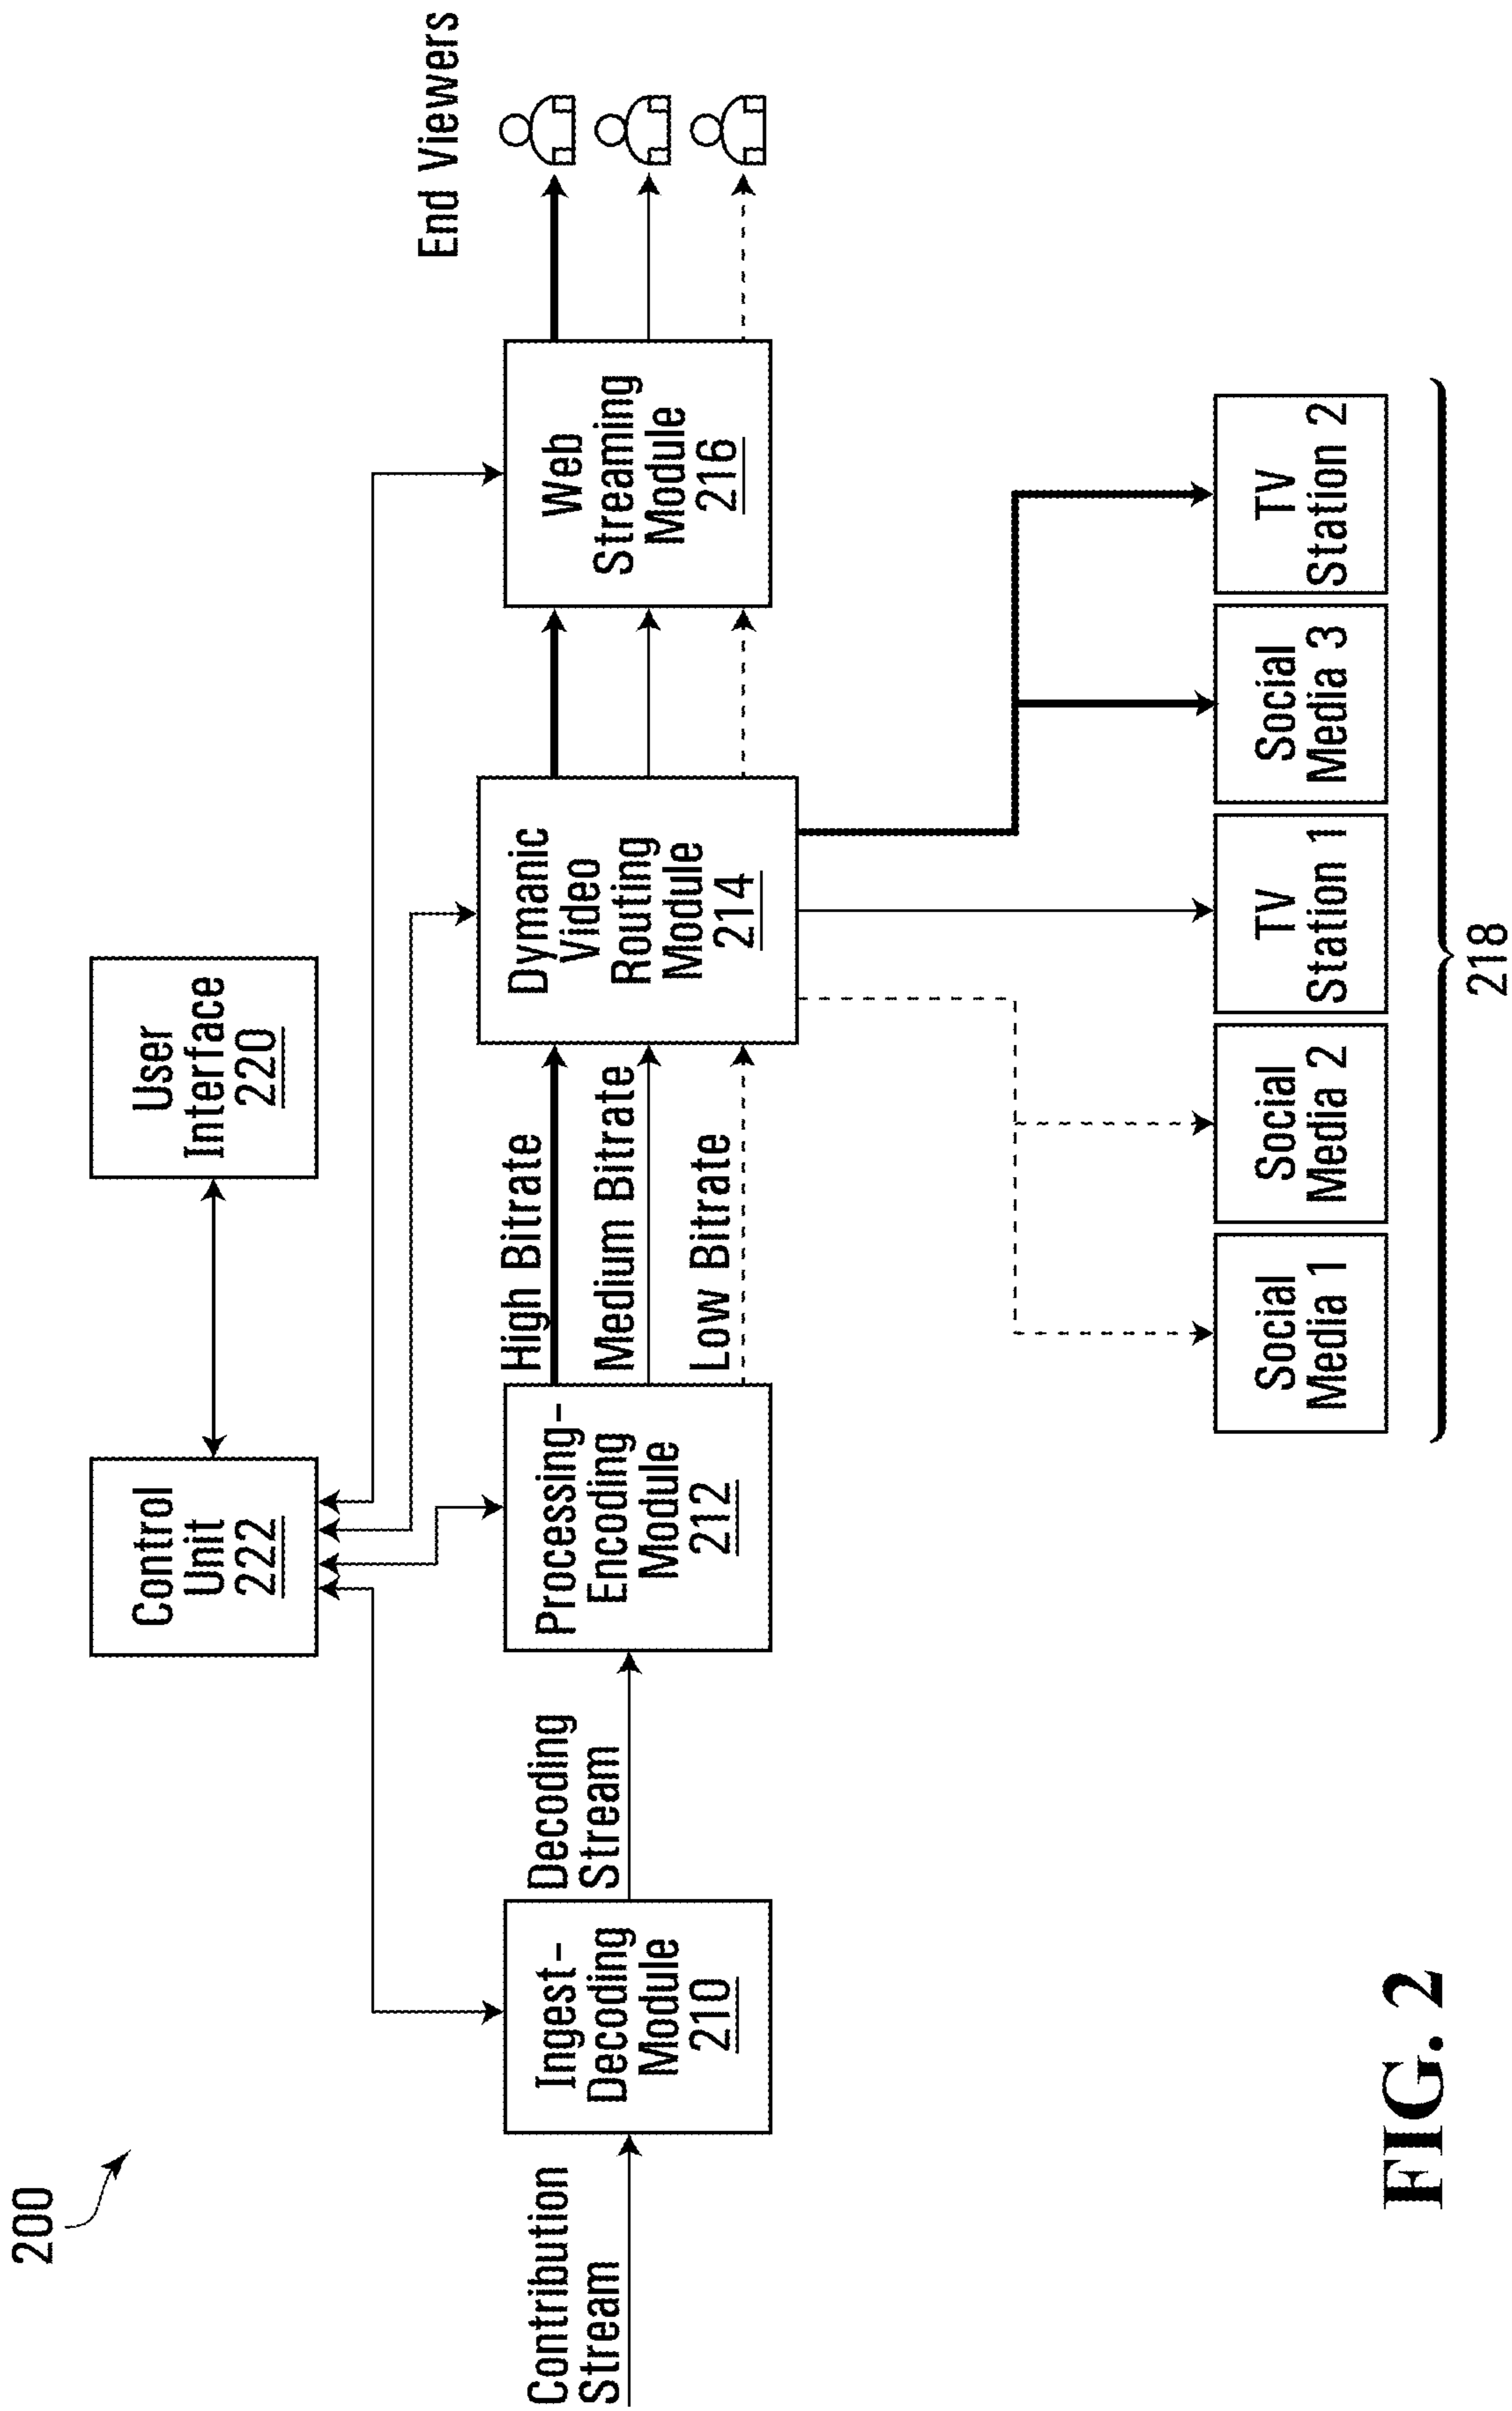 200
Control
Unit
222
User
Interface
220
Contribution
Stream
Ingest-
Decoding
Module
210
Decoding
Stream
Processing-
Encoding
Module
212
High Bitrate
Medium Bitrate
Low Bitrate
Dymanic
Video
Routing
Module
214
Web
Streaming
Module
216
End Viewers
Social
Media 1
Social
Media 2
TV
Station 1
Social
Media 3
TV
Station 2
218
FIG. 2